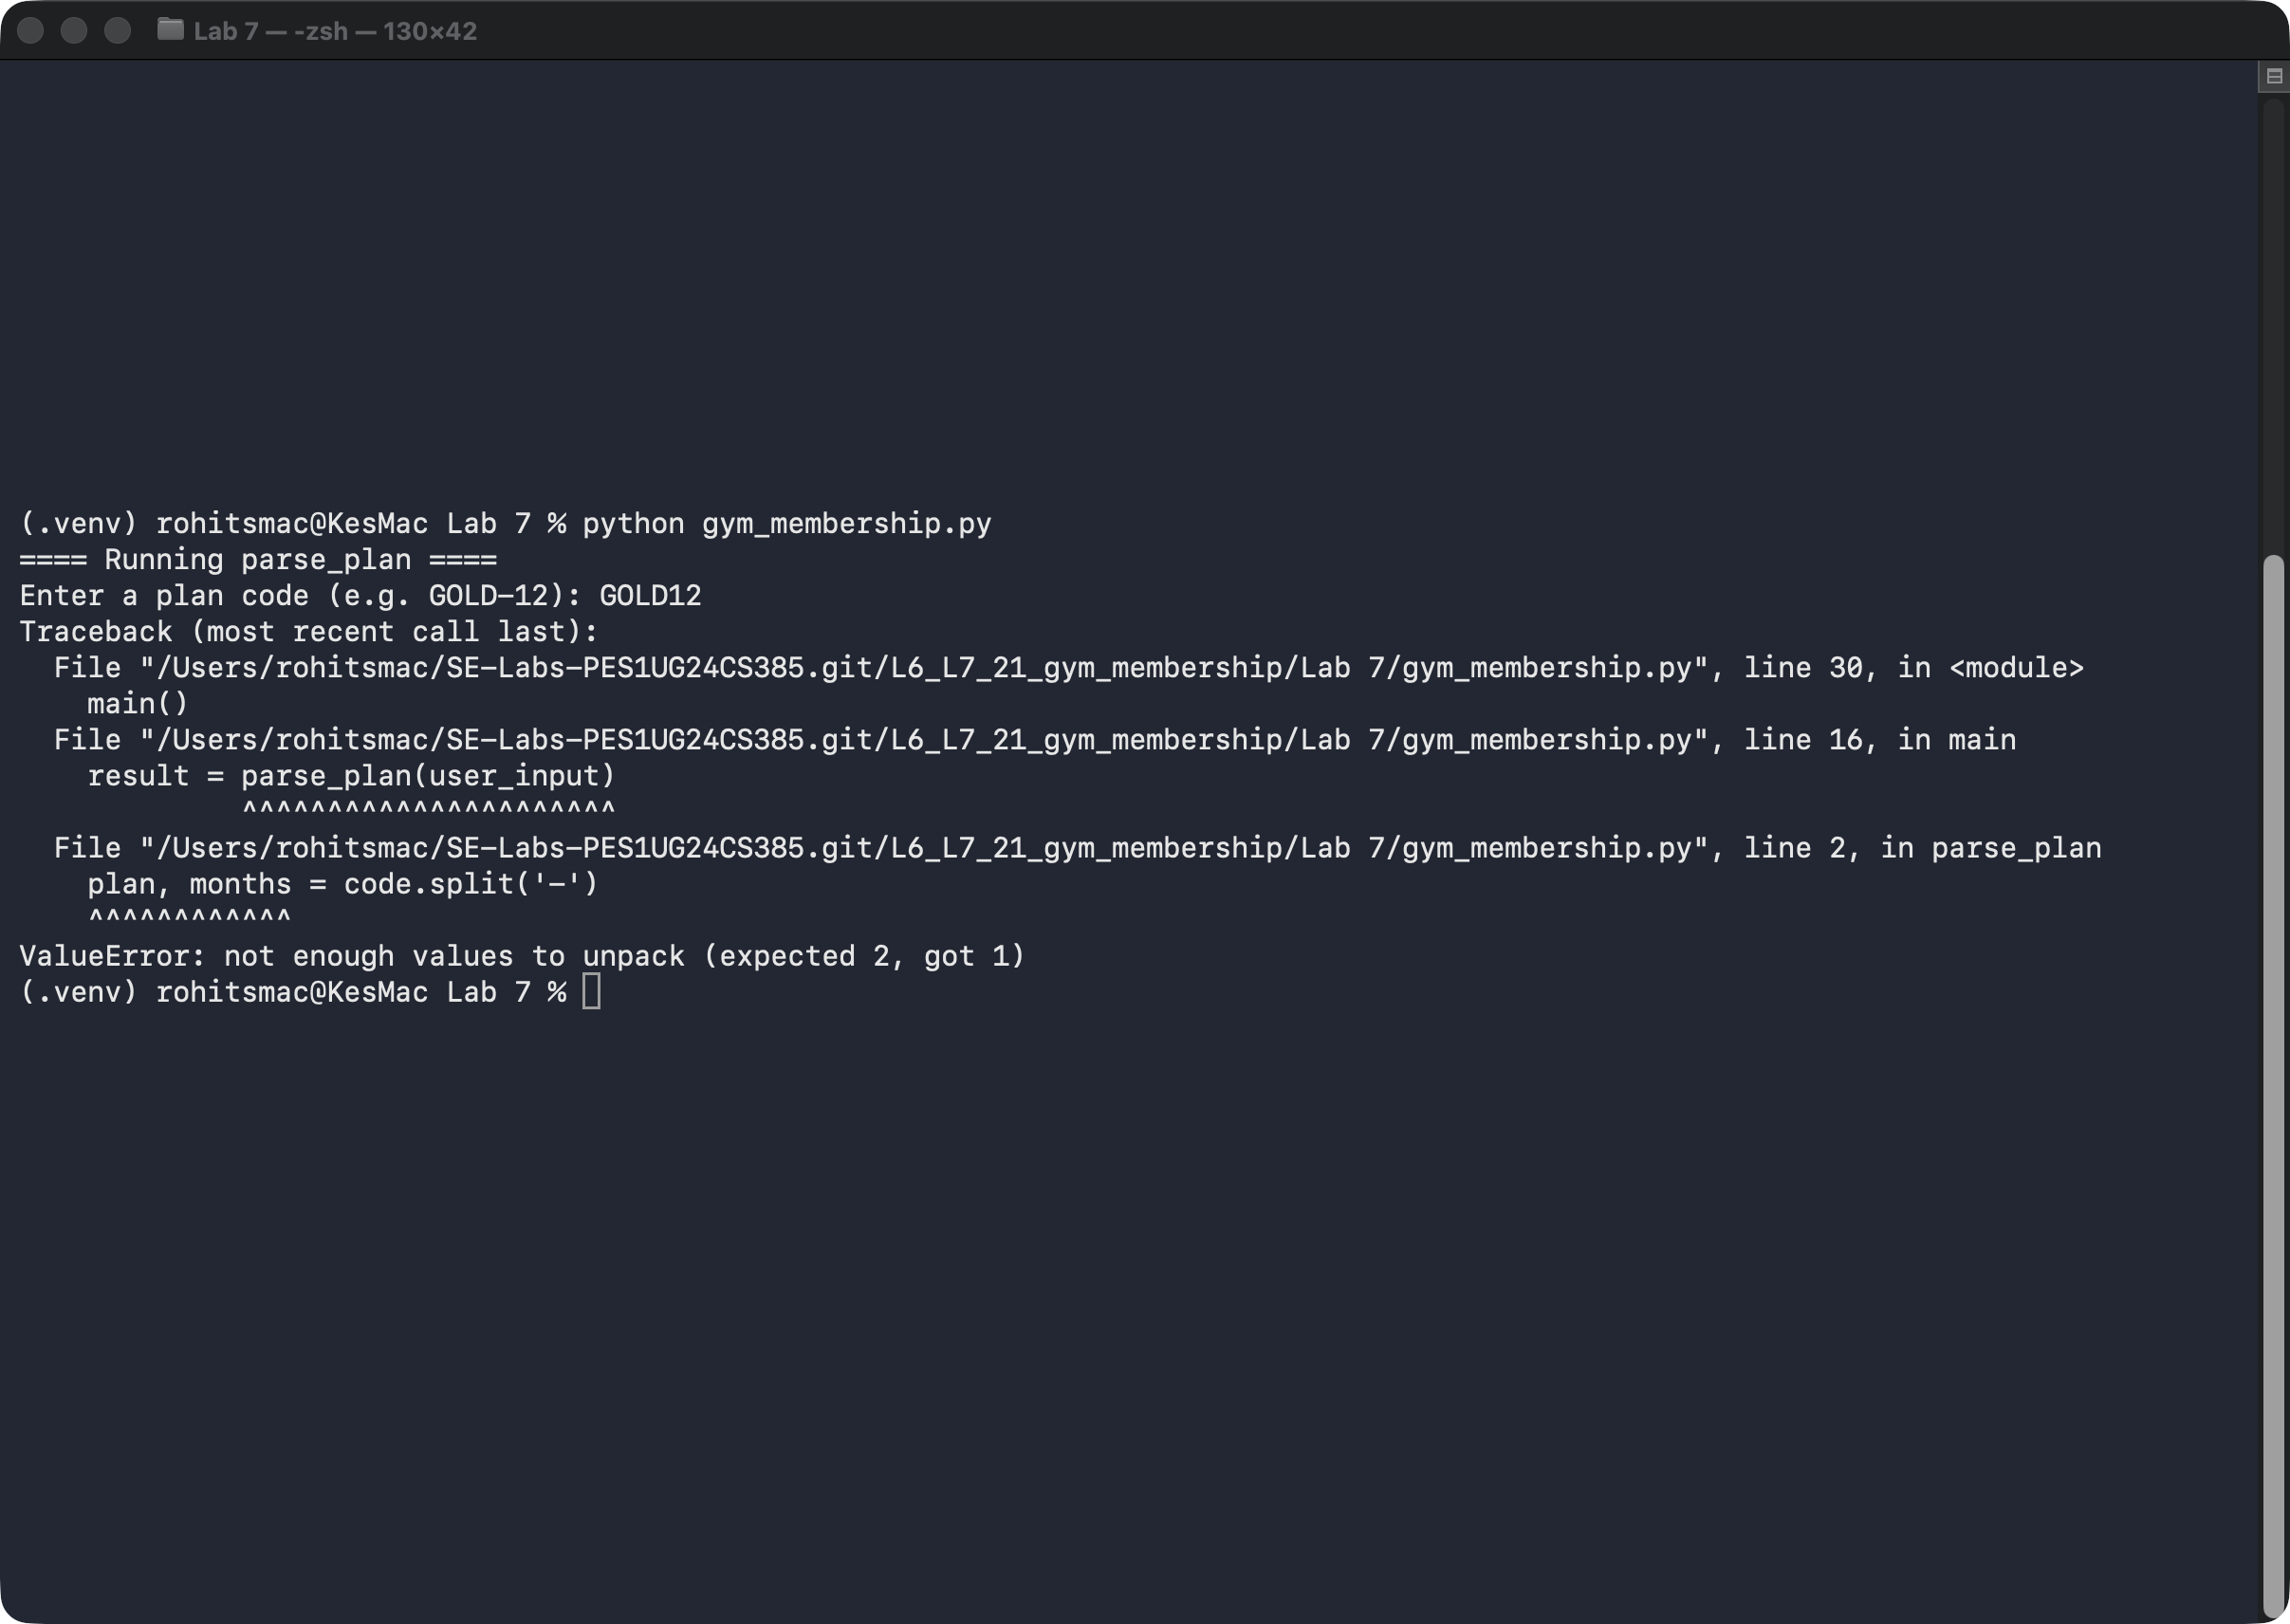 Lab 7 — -zsh — 130×42
(.venv) rohitsmac@KesMac Lab 7 % python gym_membership.py
==== Running parse_plan ====
Enter a plan code (e.g. GOLD-12): GOLD12
Traceback (most recent call last):
  File "/Users/rohitsmac/SE-Labs-PES1UG24CS385.git/L6_L7_21_gym_membership/Lab 7/gym_membership.py", line 30, in <module>
    main()
  File "/Users/rohitsmac/SE-Labs-PES1UG24CS385.git/L6_L7_21_gym_membership/Lab 7/gym_membership.py", line 16, in main
    result = parse_plan(user_input)
             ^^^^^^^^^^^^^^^^^^^^^^
  File "/Users/rohitsmac/SE-Labs-PES1UG24CS385.git/L6_L7_21_gym_membership/Lab 7/gym_membership.py", line 2, in parse_plan
    plan, months = code.split('-')
    ^^^^^^^^^^^^
ValueError: not enough values to unpack (expected 2, got 1)
(.venv) rohitsmac@KesMac Lab 7 %